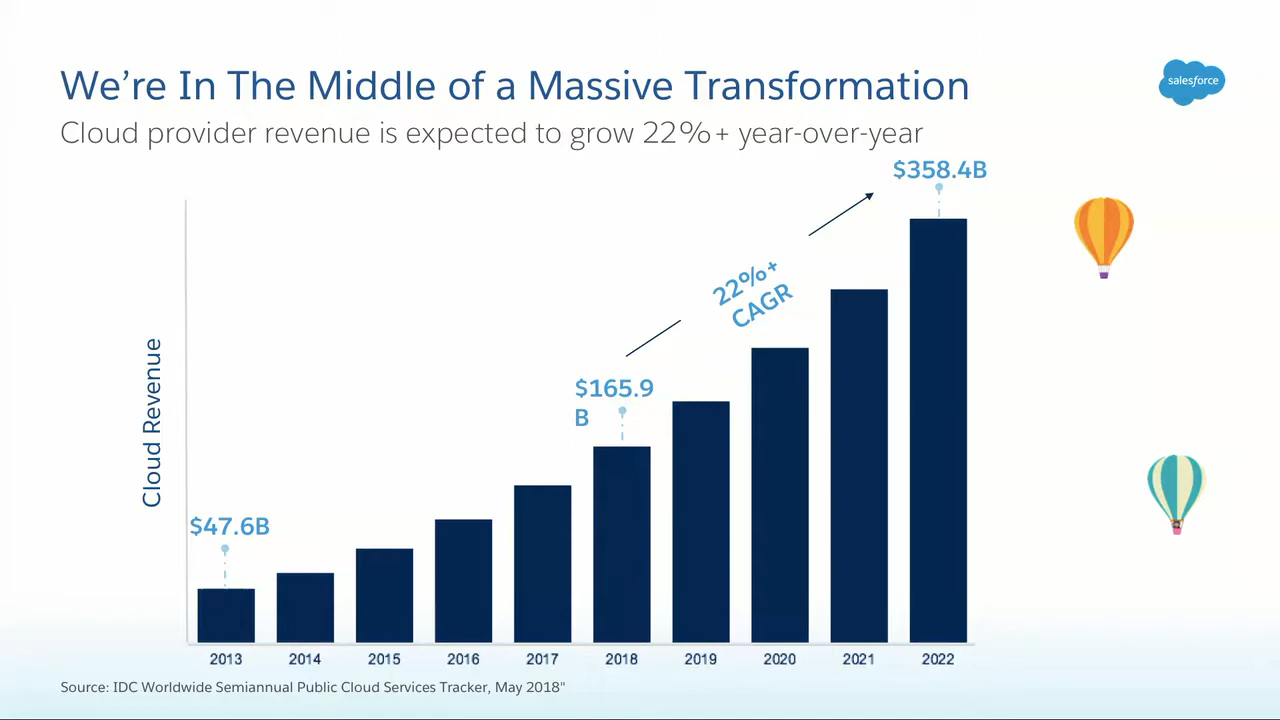 We're In The Middle of a Massive Transformation
salesforce
Cloud provider revenue is expected to grow 22%+ year-over-year
$358.4B
22%+
CAGR
$165.9
B
$47.6B
Cloud Revenue
2013 2014 2015 2016 2017 2018 2019 2020 2021 2022
Source: IDC Worldwide Semiannual Public Cloud Services Tracker, May 2018"